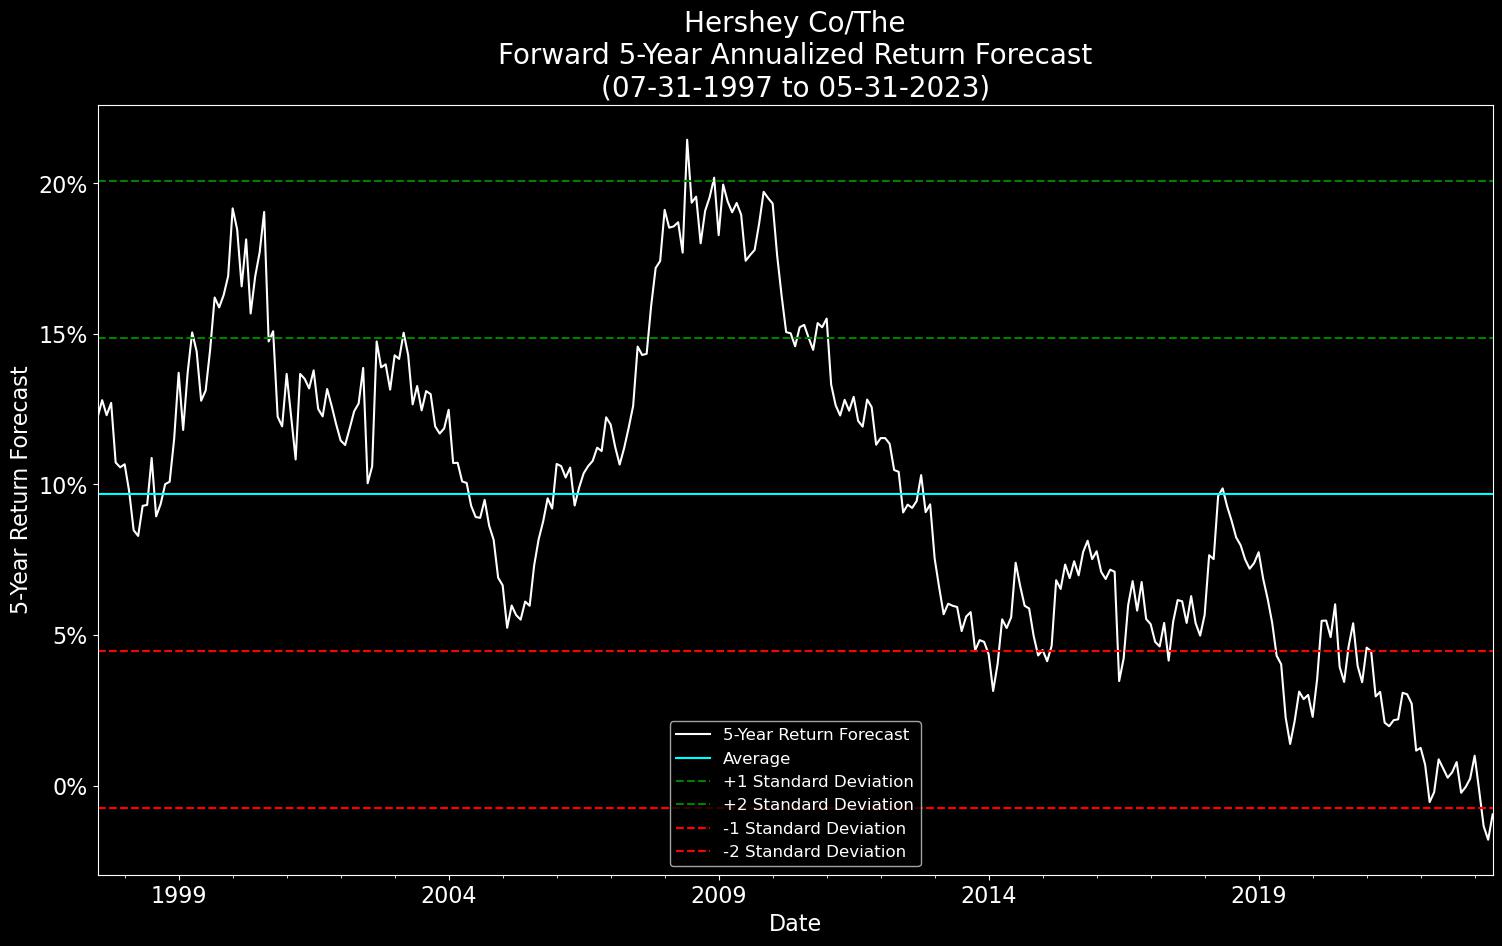 Hershey Co/The
Forward 5-Year Annualized Return Forecast
(07-31-1997 to 05-31-2023)
5-Year Return Forecast
20%
15%
10%
5%
0%
5-Year Return Forecast
Average
+1 Standard Deviation
+2 Standard Deviation
-1 Standard Deviation
-2 Standard Deviation
1999 2004 2009 2014 2019
Date